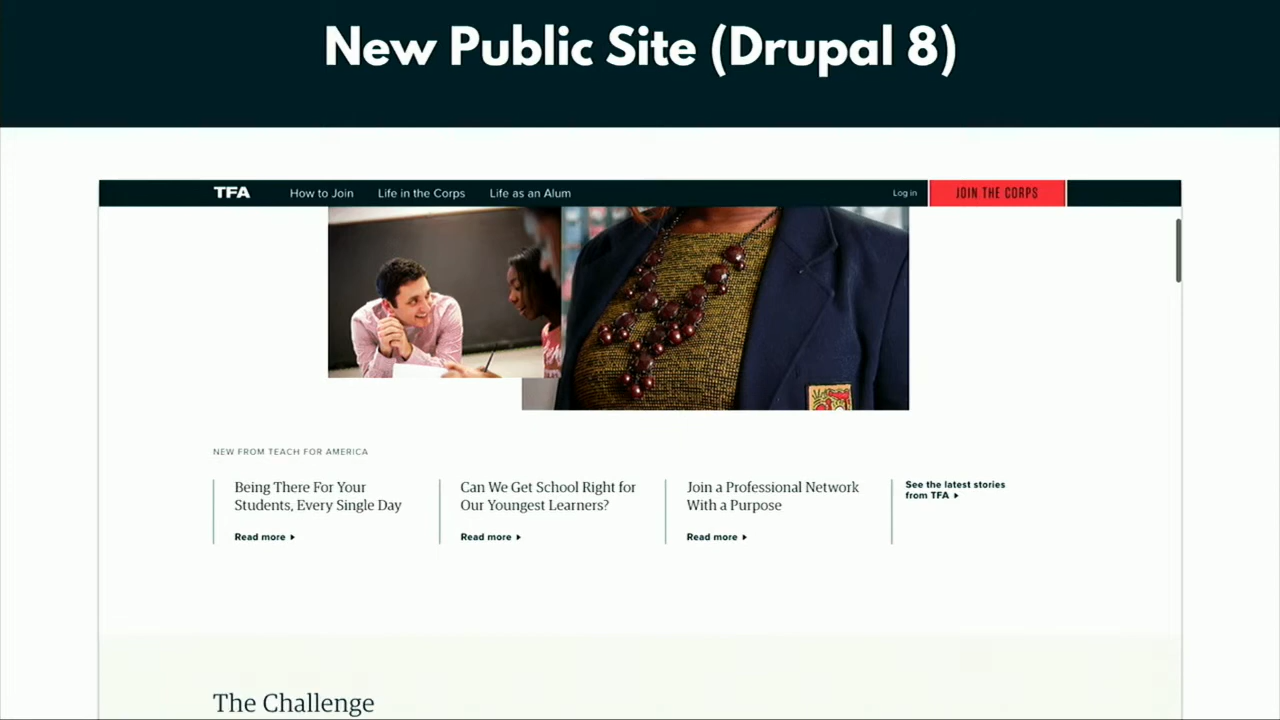 New Public Site (Drupal 8)
TFA How to Join Life in the Corps Life as an Alum Log in JOIN THE CORPS
NEW FROM TEACH FOR AMERICA
Being There For Your
Students, Every Single Day
Read more
Can We Get School Right for
Our Youngest Learners?
Read more
Join a Professional Network
With a Purpose
Read more
See the latest stories
from TFA
The Challenge